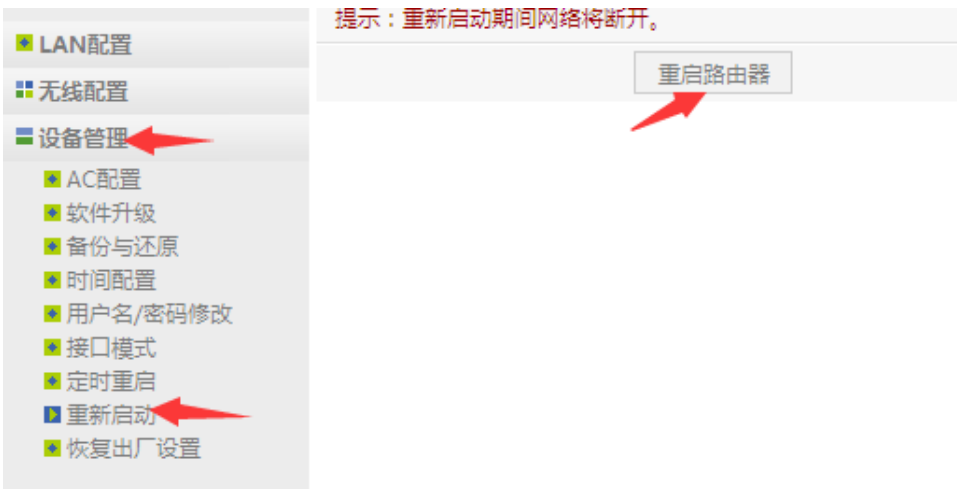 LAN配置
无线配置
设备管理
AC配置
软件升级
备份与还原
时间配置
用户名/密码修改
接口模式
定时重启
重新启动
恢复出厂设置
提示：重新启动期间网络将断开。
重启路由器